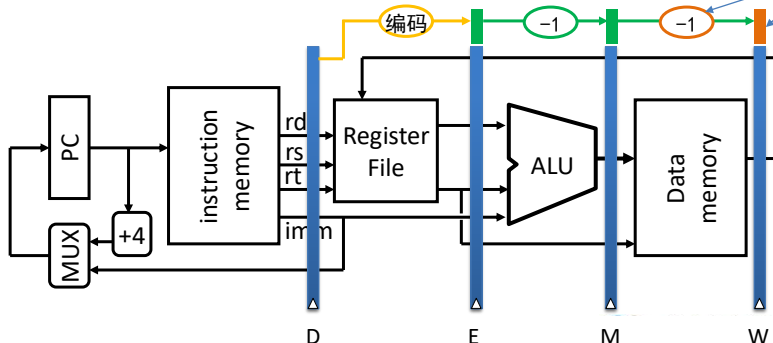 编码
−1
−1
PC
instruction
memory
rd
rs
rt
imm
Register
File
ALU
Data
memory
+4
MUX
D
E
M
W